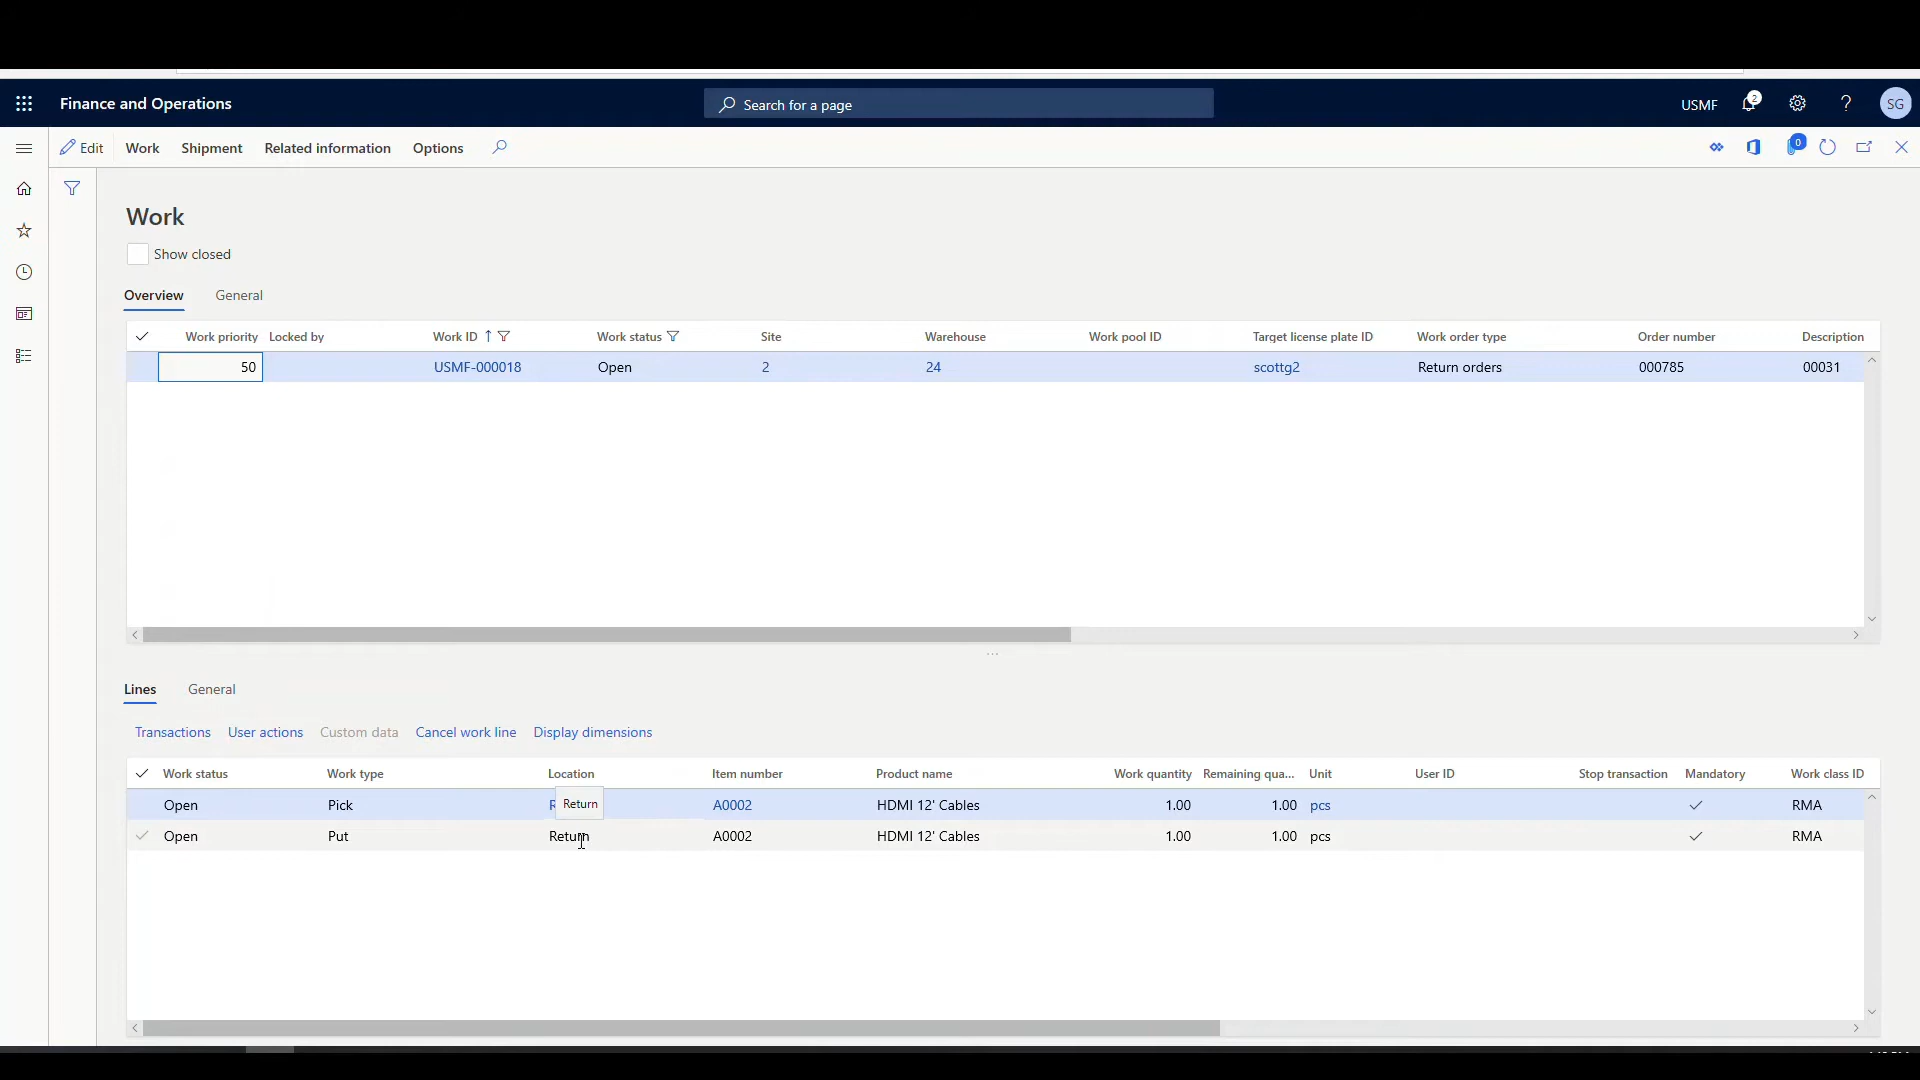 Finance and Operations
Search for a page
USMF
2
?
SG
Edit Work Shipment Related information Options
0
Work
Show closed
Overview General
Work priority Locked by Work ID Work status Site Warehouse Work pool ID Target license plate ID Work order type Order number Description
50 USMF-000018 Open 2 24 scottg2 Return orders 000785 00031
...
Lines General
Transactions User actions Custom data Cancel work line Display dimensions
Work status Work type Location Item number Product name Work quantity Remaining qua... Unit User ID Stop transaction Mandatory Work class ID
Open Pick Return A0002 HDMI 12' Cables 1.00 1.00 pcs RMA
Open Put Return A0002 HDMI 12' Cables 1.00 1.00 pcs RMA